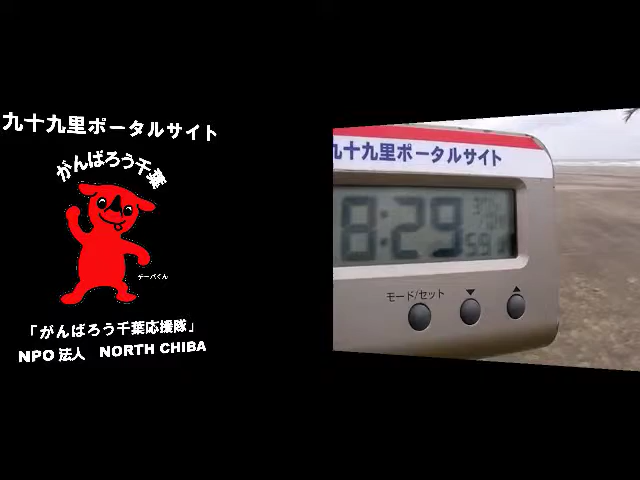 九十九里ポータルサイト
がんばろう千葉
チーバくん
「がんばろう千葉応援隊」
NPO 法人 NORTH CHIBA
九十九里ポータルサイト
8:29
59
モード/セット
▼
▲